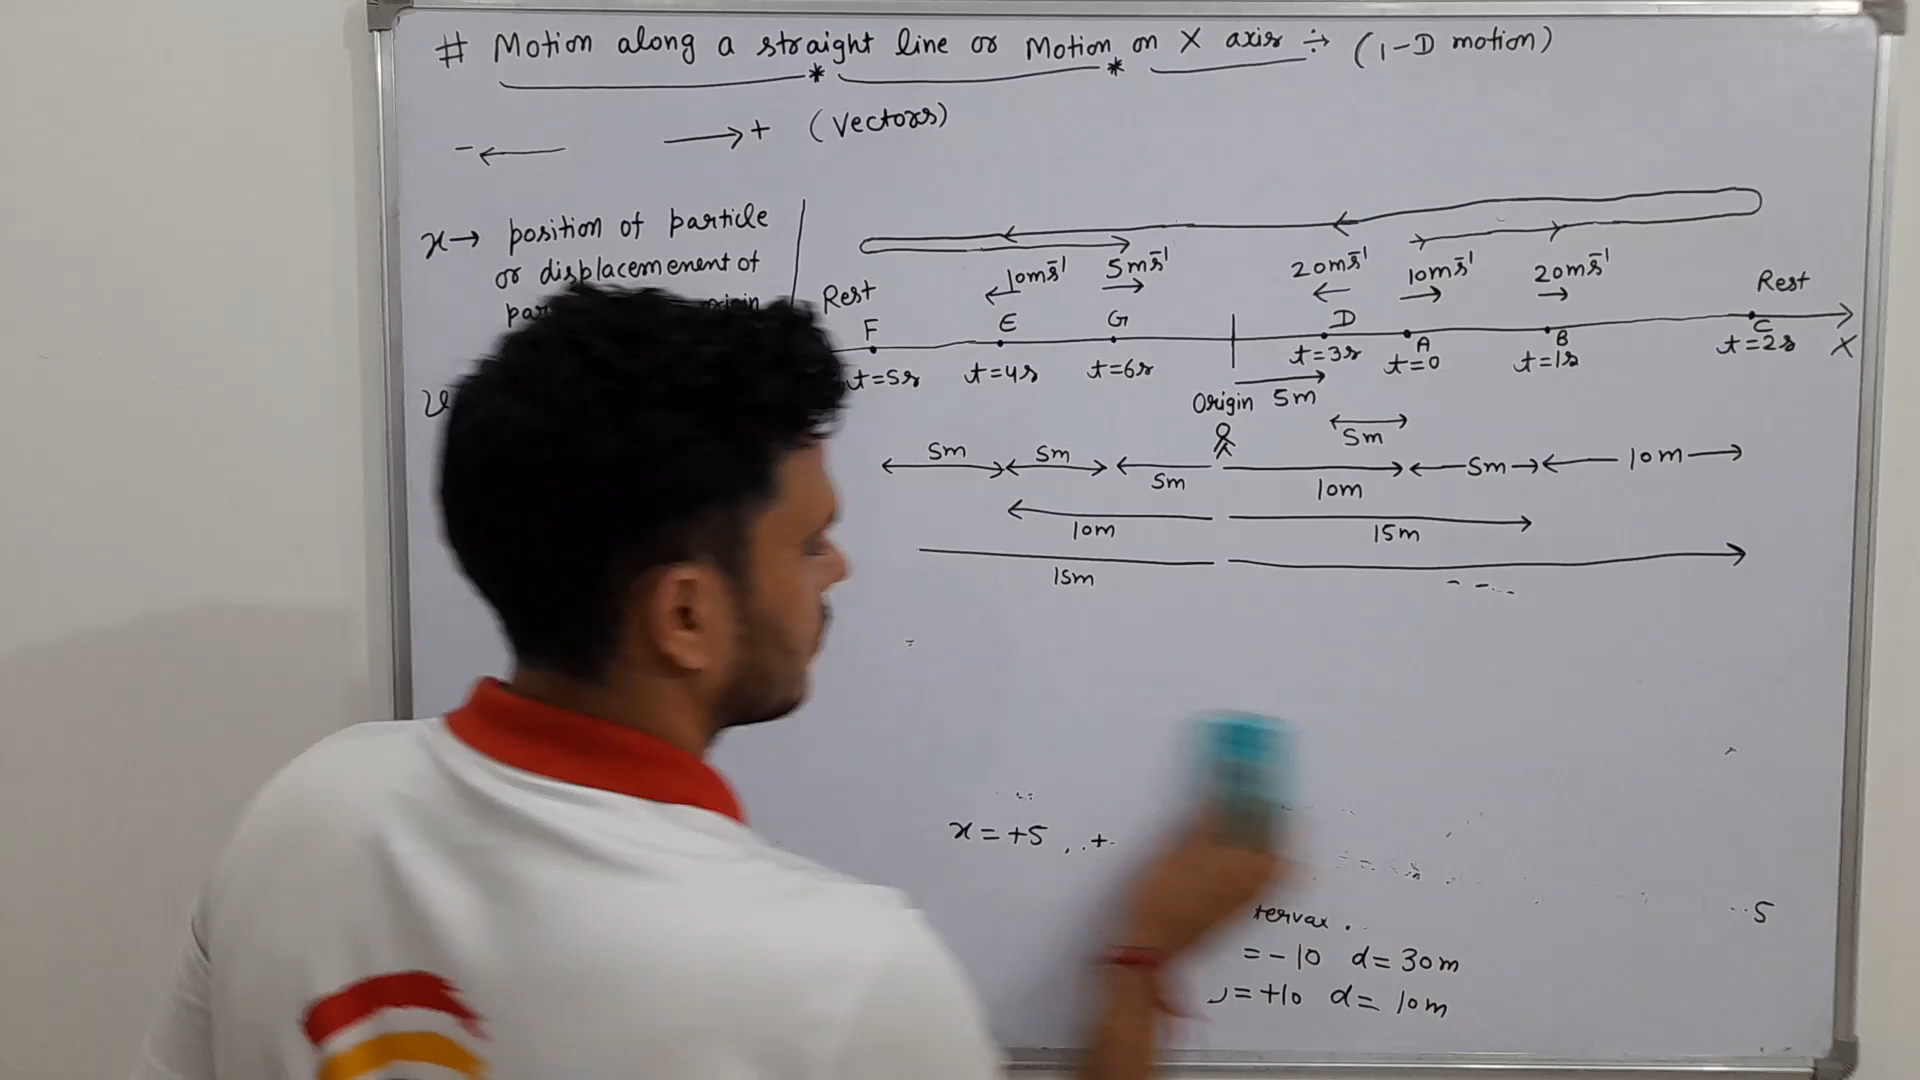 # Motion along a straight line or Motion on X axis ÷ (1-D motion)
- ← → + (Vectors)
x → position of particle
or displacemenent of
Rest 10ms⁻¹ 5ms⁻¹ 20ms⁻¹ 10ms⁻¹ 20ms⁻¹ Rest
F E G D A B C
t=5s t=4s t=6s t=3s t=0 t=1s t=2s X
Origin 5m
5m
5m 5m 5m 10m 5m 10m
10m 15m
15m
x = +5
5
= -10 d = 30m
= +10 d = 10m